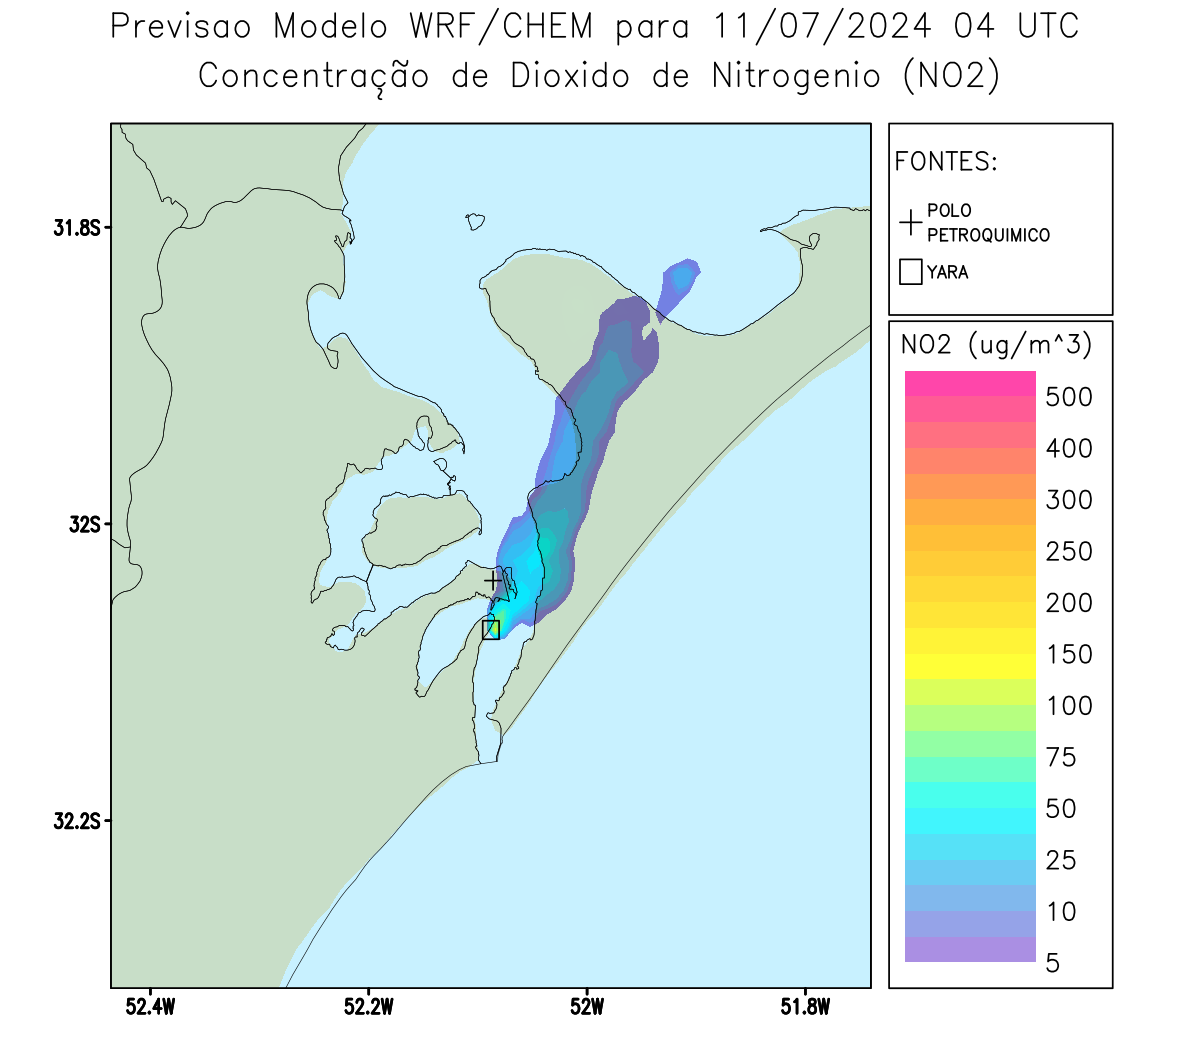 Previsao Modelo WRF/CHEM para 11/07/2024 04 UTC
Concentração de Dioxido de Nitrogenio (NO2)
FONTES:
POLO
PETROQUIMICO
YARA
31.8S
32S
32.2S
52.4W
52.2W
52W
51.8W
NO2 (ug/m^3)
500
400
300
250
200
150
100
75
50
25
10
5